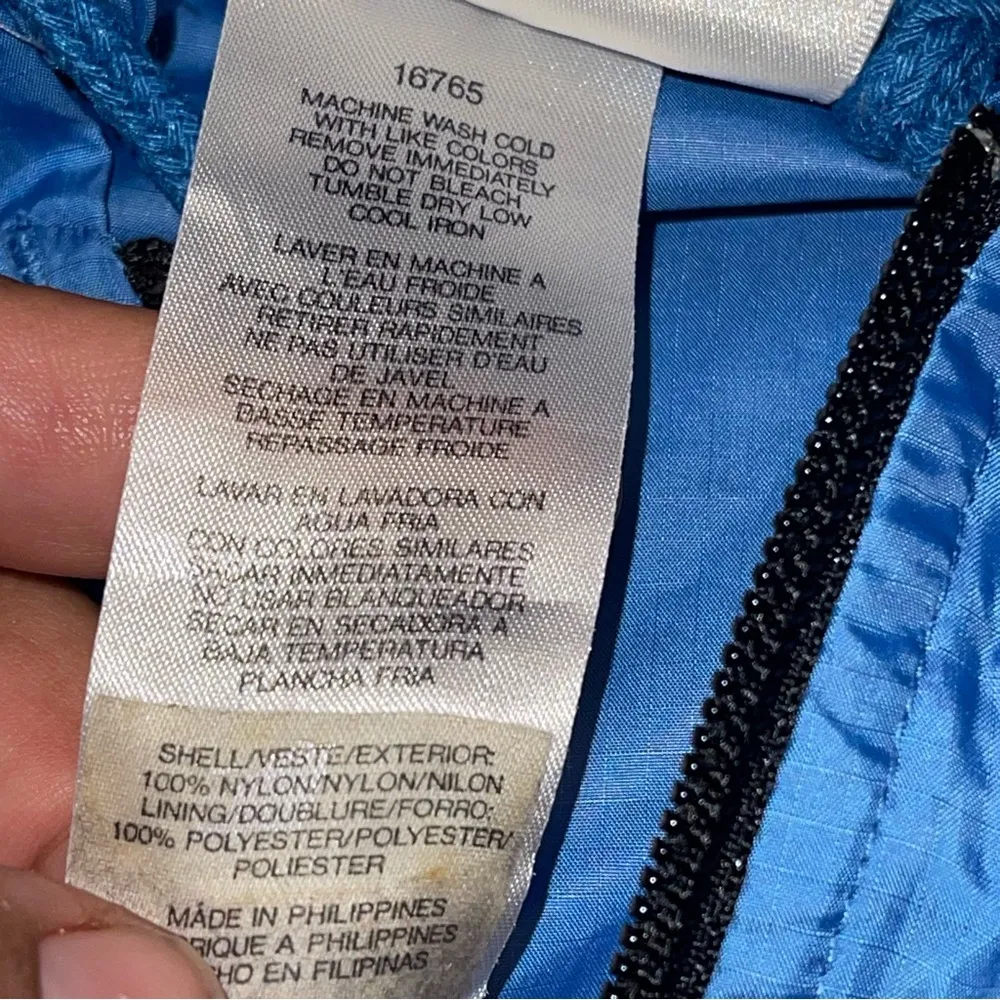 16765
MACHINE WASH COLD
WITH LIKE COLORS
REMOVE IMMEDIATELY
DO NOT BLEACH
TUMBLE DRY LOW
COOL IRON
LAVER EN MACHINE A
L'EAU FROIDE
AVEC COULEURS SIMILAIRES
RETIRER RAPIDEMENT
NE PAS UTILISER D'EAU
DE JAVEL
SECHAGE EN MACHINE A
DASSE TEMPERATURE
REPASSAGE FROIDE
LAVAR EN LAVADORA CON
AGUA FRIA
CON COLORES SIMILARES
SACAR INMEDIATAMENTE
NO USAR BLANQUEADOR
SECAR EN SECADORA A
BAJA TEMPERATURA
PLANCHA FRIA
SHELL/VESTE/EXTERIOR:
100% NYLON/NYLON/NILON
LINING/DOUBLURE/FORRO:
100% POLYESTER/POLYESTER/
POLIESTER
MADE IN PHILIPPINES
RIQUE A PHILIPPINES
HO EN FILIPINAS